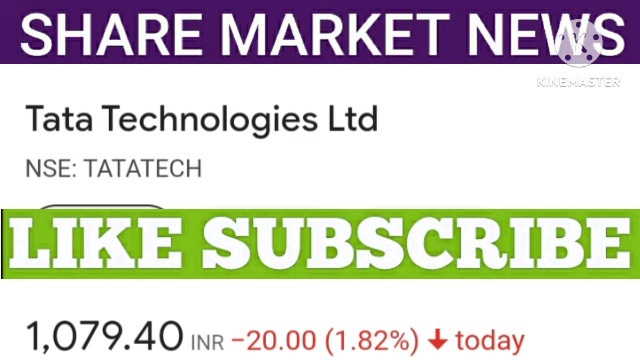 SHARE MARKET NEWS
KINEMASTER
Tata Technologies Ltd
NSE: TATATECH
LIKE SUBSCRIBE
1,079.40 INR −20.00 (1.82%) ↓ today